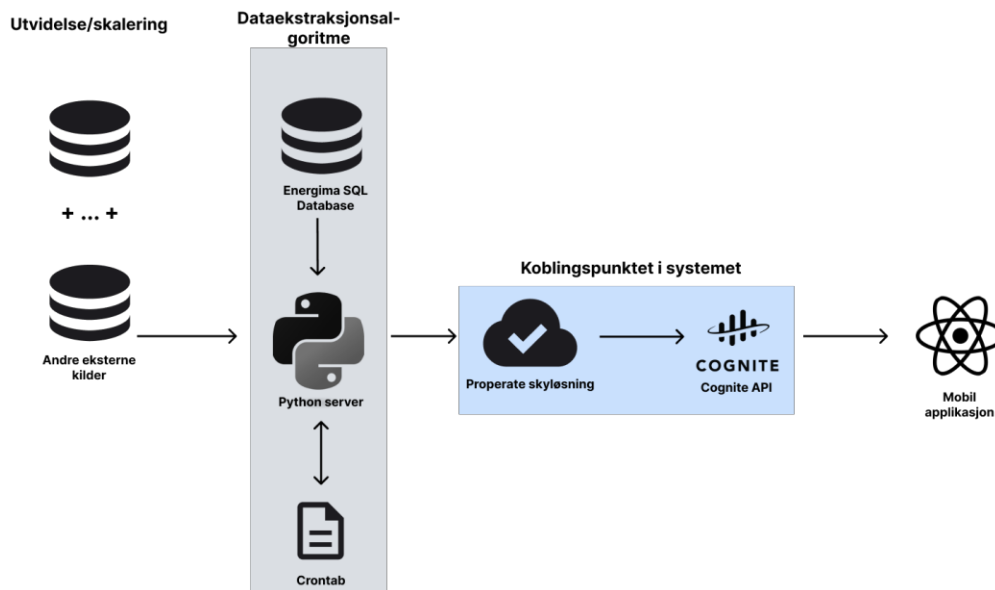 Utvidelse/skalering
+ ... +
Andre eksterne
kilder
Dataekstraksjonsal-
goritme
Energima SQL
Database
Python server
Crontab
Koblingspunktet i systemet
Properate skyløsning
COGNITE
Cognite API
Mobil
applikasjon